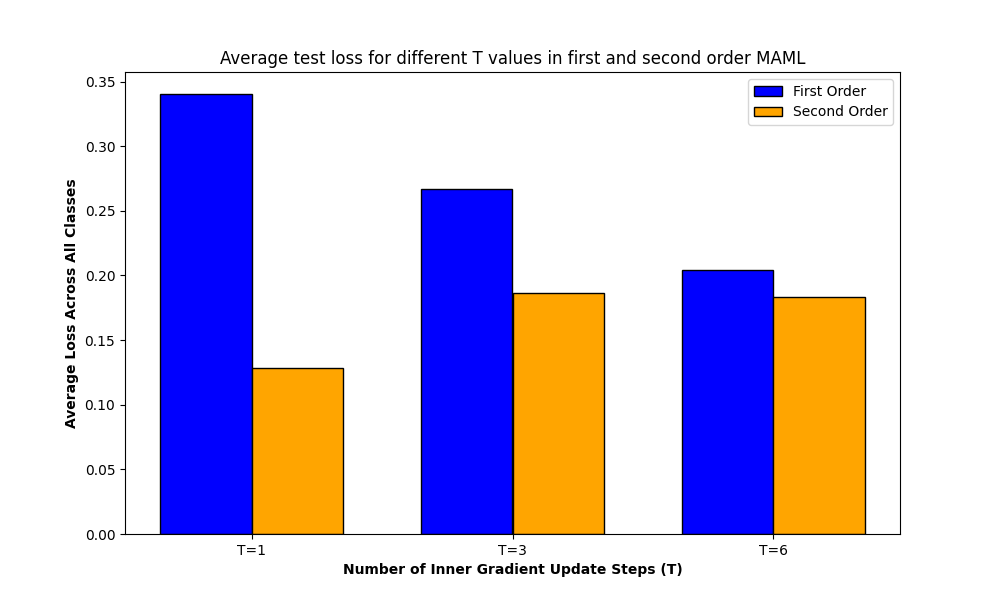 Average test loss for different T values in first and second order MAML
First Order
Second Order
0.35
0.30
0.25
0.20
0.15
0.10
0.05
0.00
Average Loss Across All Classes
T=1
T=3
T=6
Number of Inner Gradient Update Steps (T)